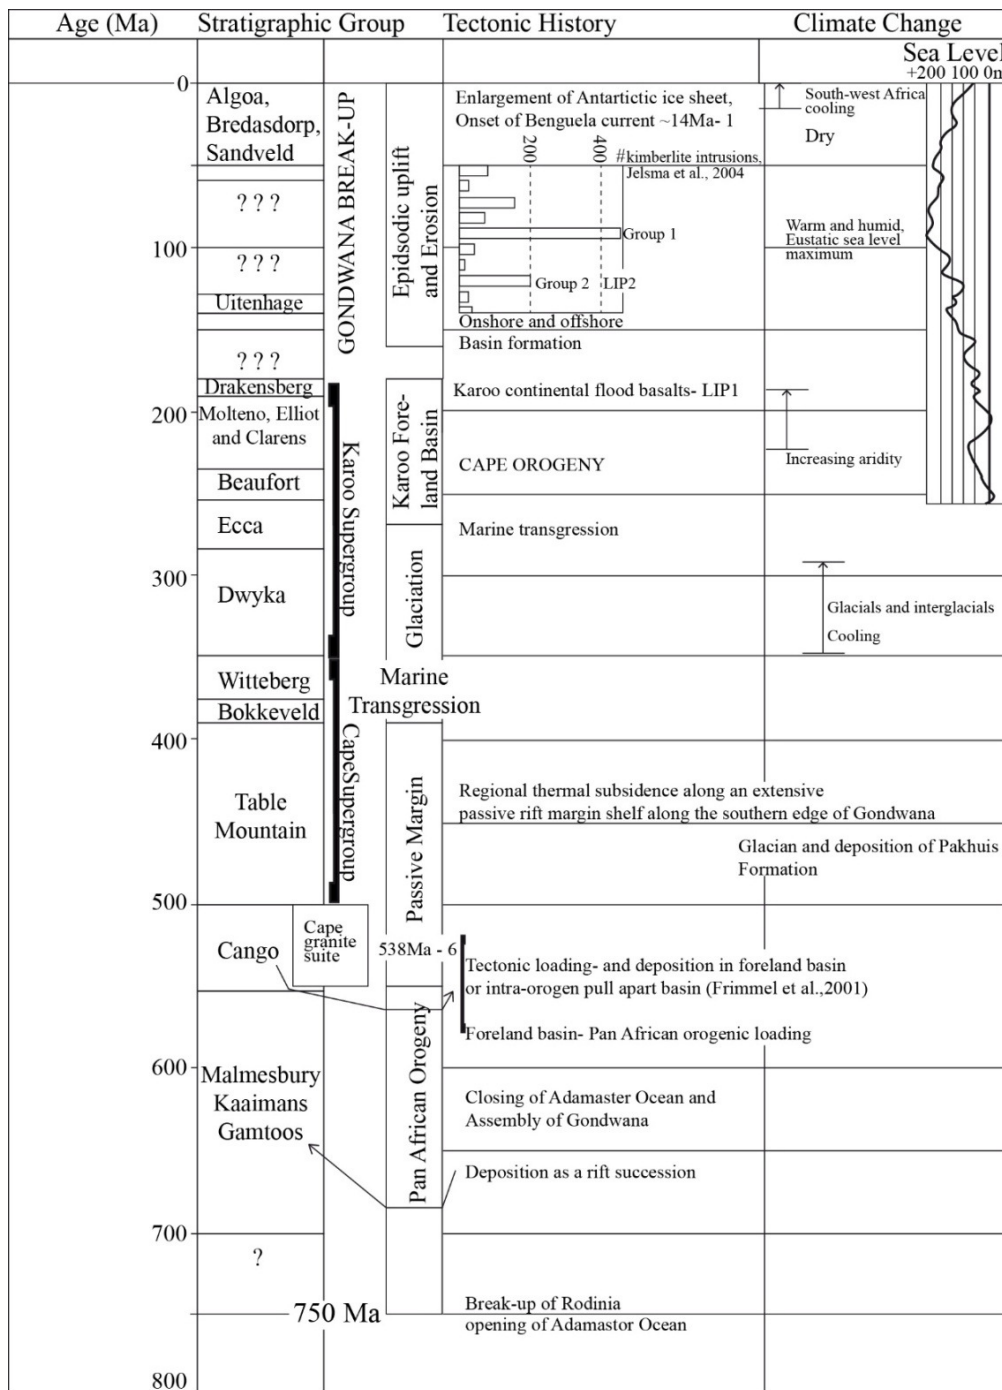 Age (Ma) Stratigraphic Group Tectonic History Climate Change
Sea Level
+200 100 0m
0
Algoa,
Bredasdorp,
Sandveld
? ? ?
100
? ? ?
Uitenhage
? ? ?
Drakensberg
200
Molteno, Elliot
and Clarens
Beaufort
Ecca
300
Dwyka
Witteberg
Bokkeveld
400
Table
Mountain
500
Cape
granite
suite
Cango
600
Malmesbury
Kaaimans
Gamtoos
700
?
750 Ma
800
GONDWANA BREAK-UP
Karoo Supergroup
CapeSupergroup
Epidsodic uplift
and Erosion
Karoo Fore-
land Basin
Glaciation
Marine
Transgression
Passive Margin
538Ma - 6
Pan African Orogeny
Enlargement of Antartictic ice sheet,
Onset of Benguela current ~14Ma- 1
200
400
#kimberlite intrusions,
Jelsma et al., 2004
Group 1
Group 2
LIP2
Onshore and offshore
Basin formation
Karoo continental flood basalts- LIP1
CAPE OROGENY
Marine transgression
Regional thermal subsidence along an extensive
passive rift margin shelf along the southern edge of Gondwana
Tectonic loading- and deposition in foreland basin
or intra-orogen pull apart basin (Frimmel et al.,2001)
Foreland basin- Pan African orogenic loading
Closing of Adamaster Ocean and
Assembly of Gondwana
Deposition as a rift succession
Break-up of Rodinia
opening of Adamastor Ocean
South-west Africa
cooling
Dry
Warm and humid,
Eustatic sea level
maximum
Increasing aridity
Glacials and interglacials
Cooling
Glacian and deposition of Pakhuis
Formation